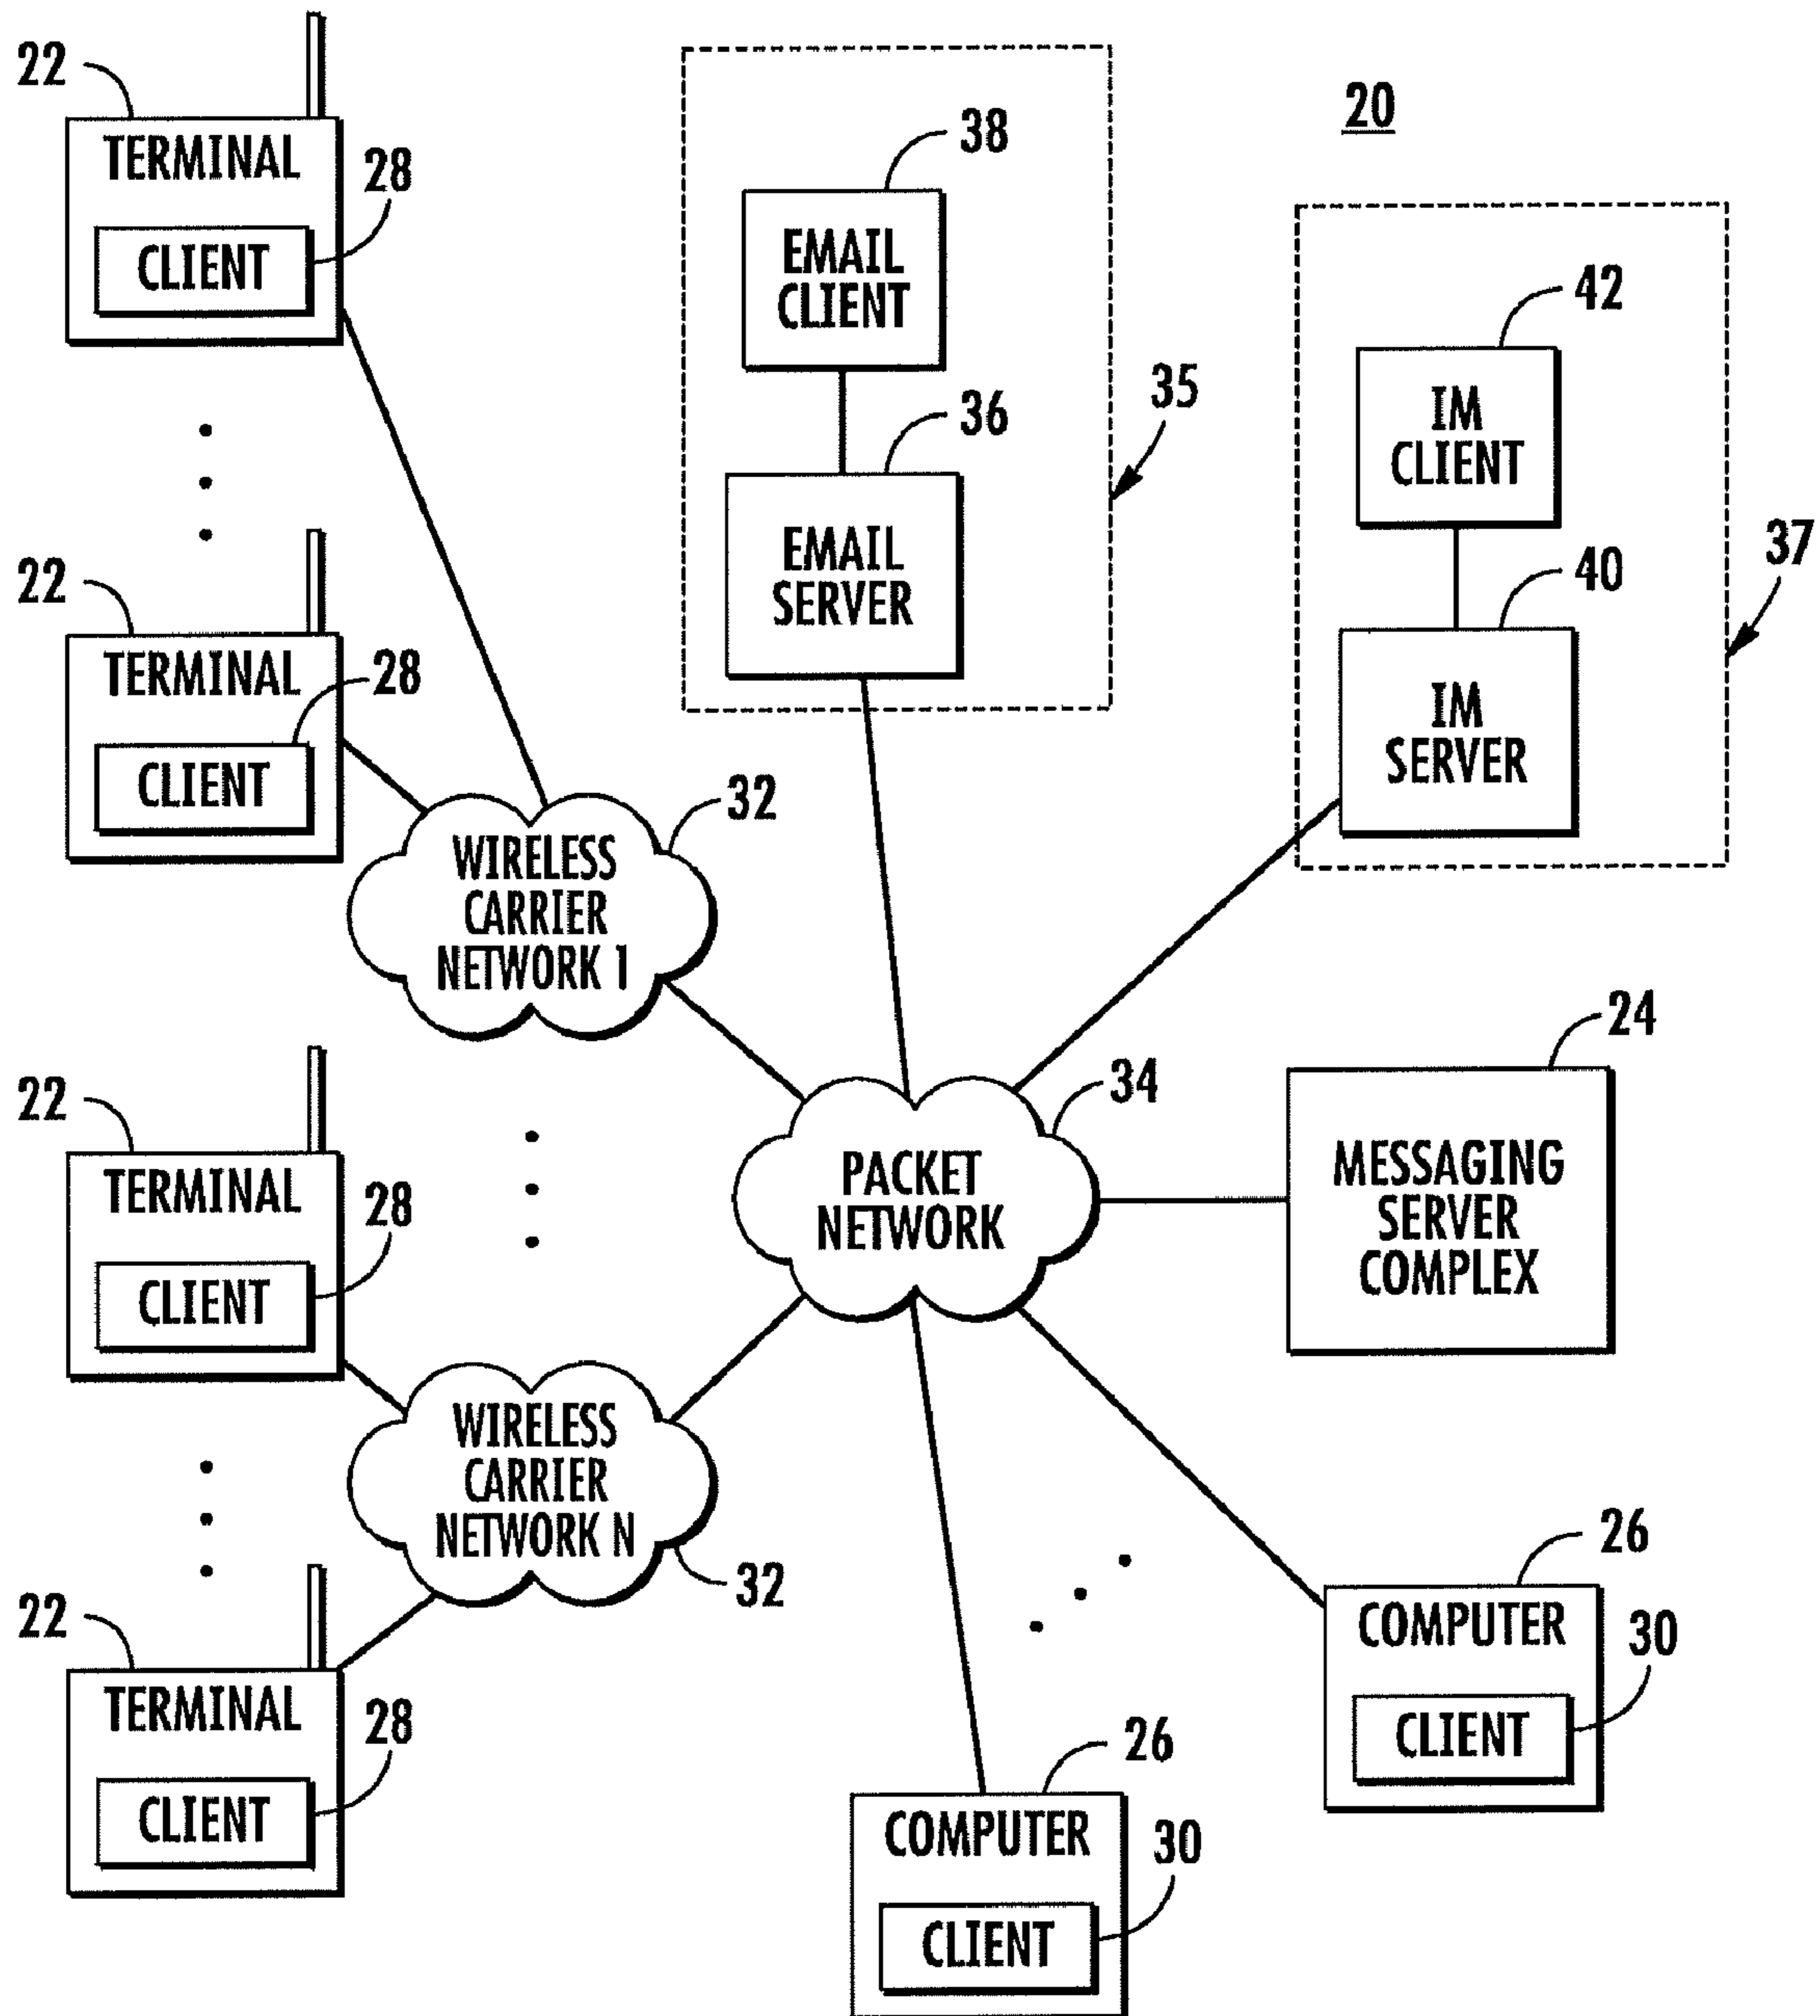 22
TERMINAL
28
CLIENT
22
TERMINAL
28
CLIENT
38
EMAIL
CLIENT
36
EMAIL
SERVER
35
20
42
IM
CLIENT
40
IM
SERVER
37
32
WIRELESS
CARRIER
NETWORK 1
34
PACKET
NETWORK
24
MESSAGING
SERVER
COMPLEX
22
TERMINAL
28
CLIENT
WIRELESS
CARRIER
NETWORK N
32
22
TERMINAL
28
CLIENT
26
COMPUTER
30
CLIENT
26
COMPUTER
30
CLIENT